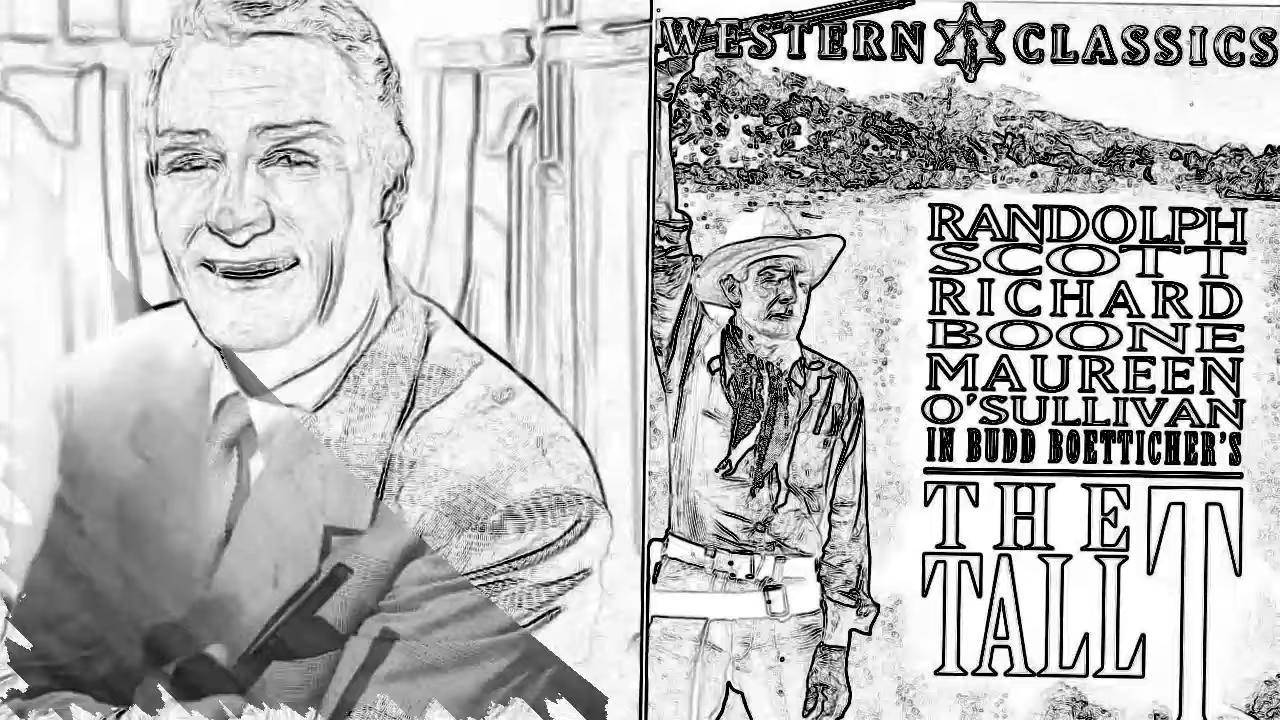 WESTERN CLASSICS
RANDOLPH
SCOTT
RICHARD
BOONE
MAUREEN
O'SULLIVAN
IN BUDD BOETTICHER'S
THE
TALL T